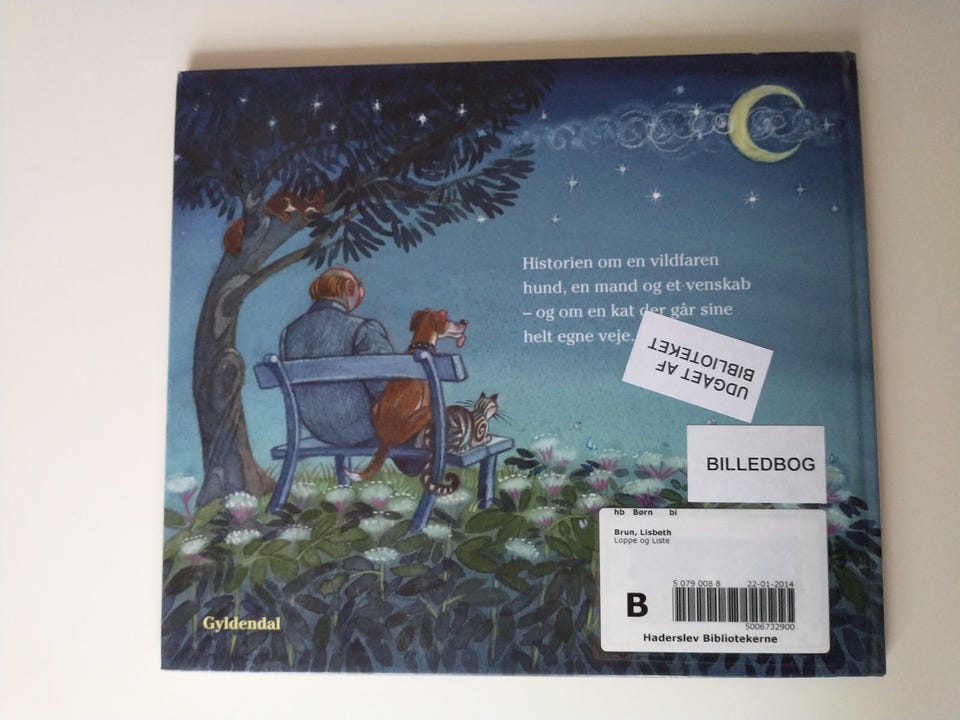 Historien om en vildfaren
hund, en mand og et venskab
– og om en kat der går sine
helt egne veje.
UDGAET AF
BIBLIOTEKET
BILLEDBOG
hb Børn bi
Brun, Lisbeth
Loppe og Liste
5 079 008 8 22-01-2014
B
5006732900
Haderslev Bibliotekerne
Gyldendal